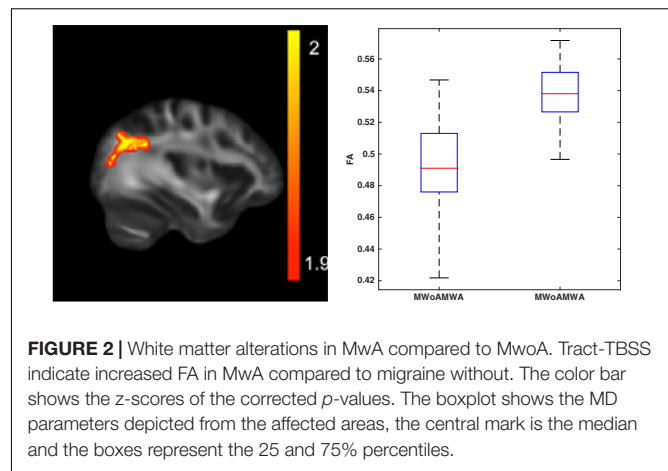 2
1.9
0.56
0.54
0.52
0.5
0.48
0.46
0.44
0.42
FA
MWoAMWA
MWoAMWA
FIGURE 2 | White matter alterations in MwA compared to MwoA. Tract-TBSS
indicate increased FA in MwA compared to migraine without. The color bar
shows the z-scores of the corrected p-values. The boxplot shows the MD
parameters depicted from the affected areas, the central mark is the median
and the boxes represent the 25 and 75% percentiles.